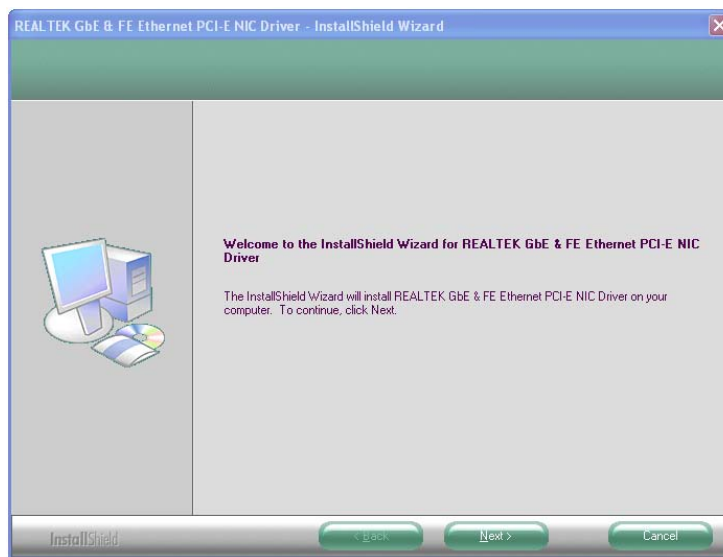 REALTEK GbE & FE Ethernet PCI-E NIC Driver - InstallShield Wizard
Welcome to the InstallShield Wizard for REALTEK GbE & FE Ethernet PCI-E NIC
Driver
The InstallShield Wizard will install REALTEK GbE & FE Ethernet PCI-E NIC Driver on your
computer. To continue, click Next.
InstallShield
< Back
Next >
Cancel